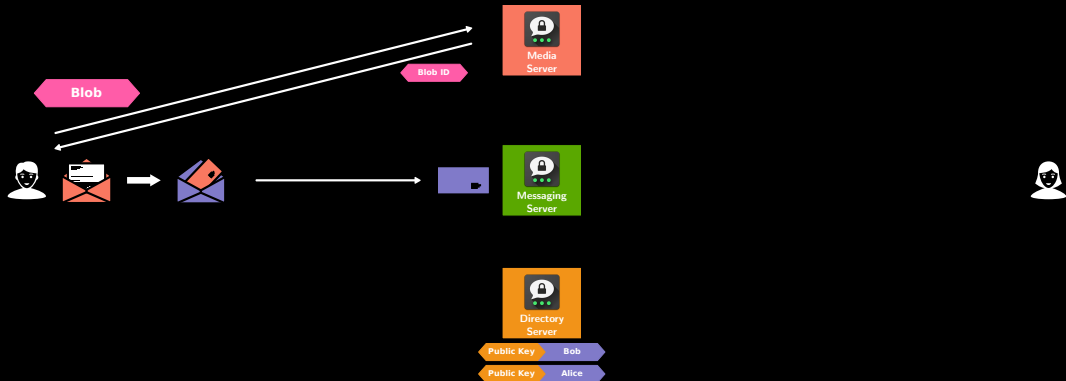 Media
Server
Blob ID
Blob
Messaging
Server
Directory
Server
Public Key Bob
Public Key Alice